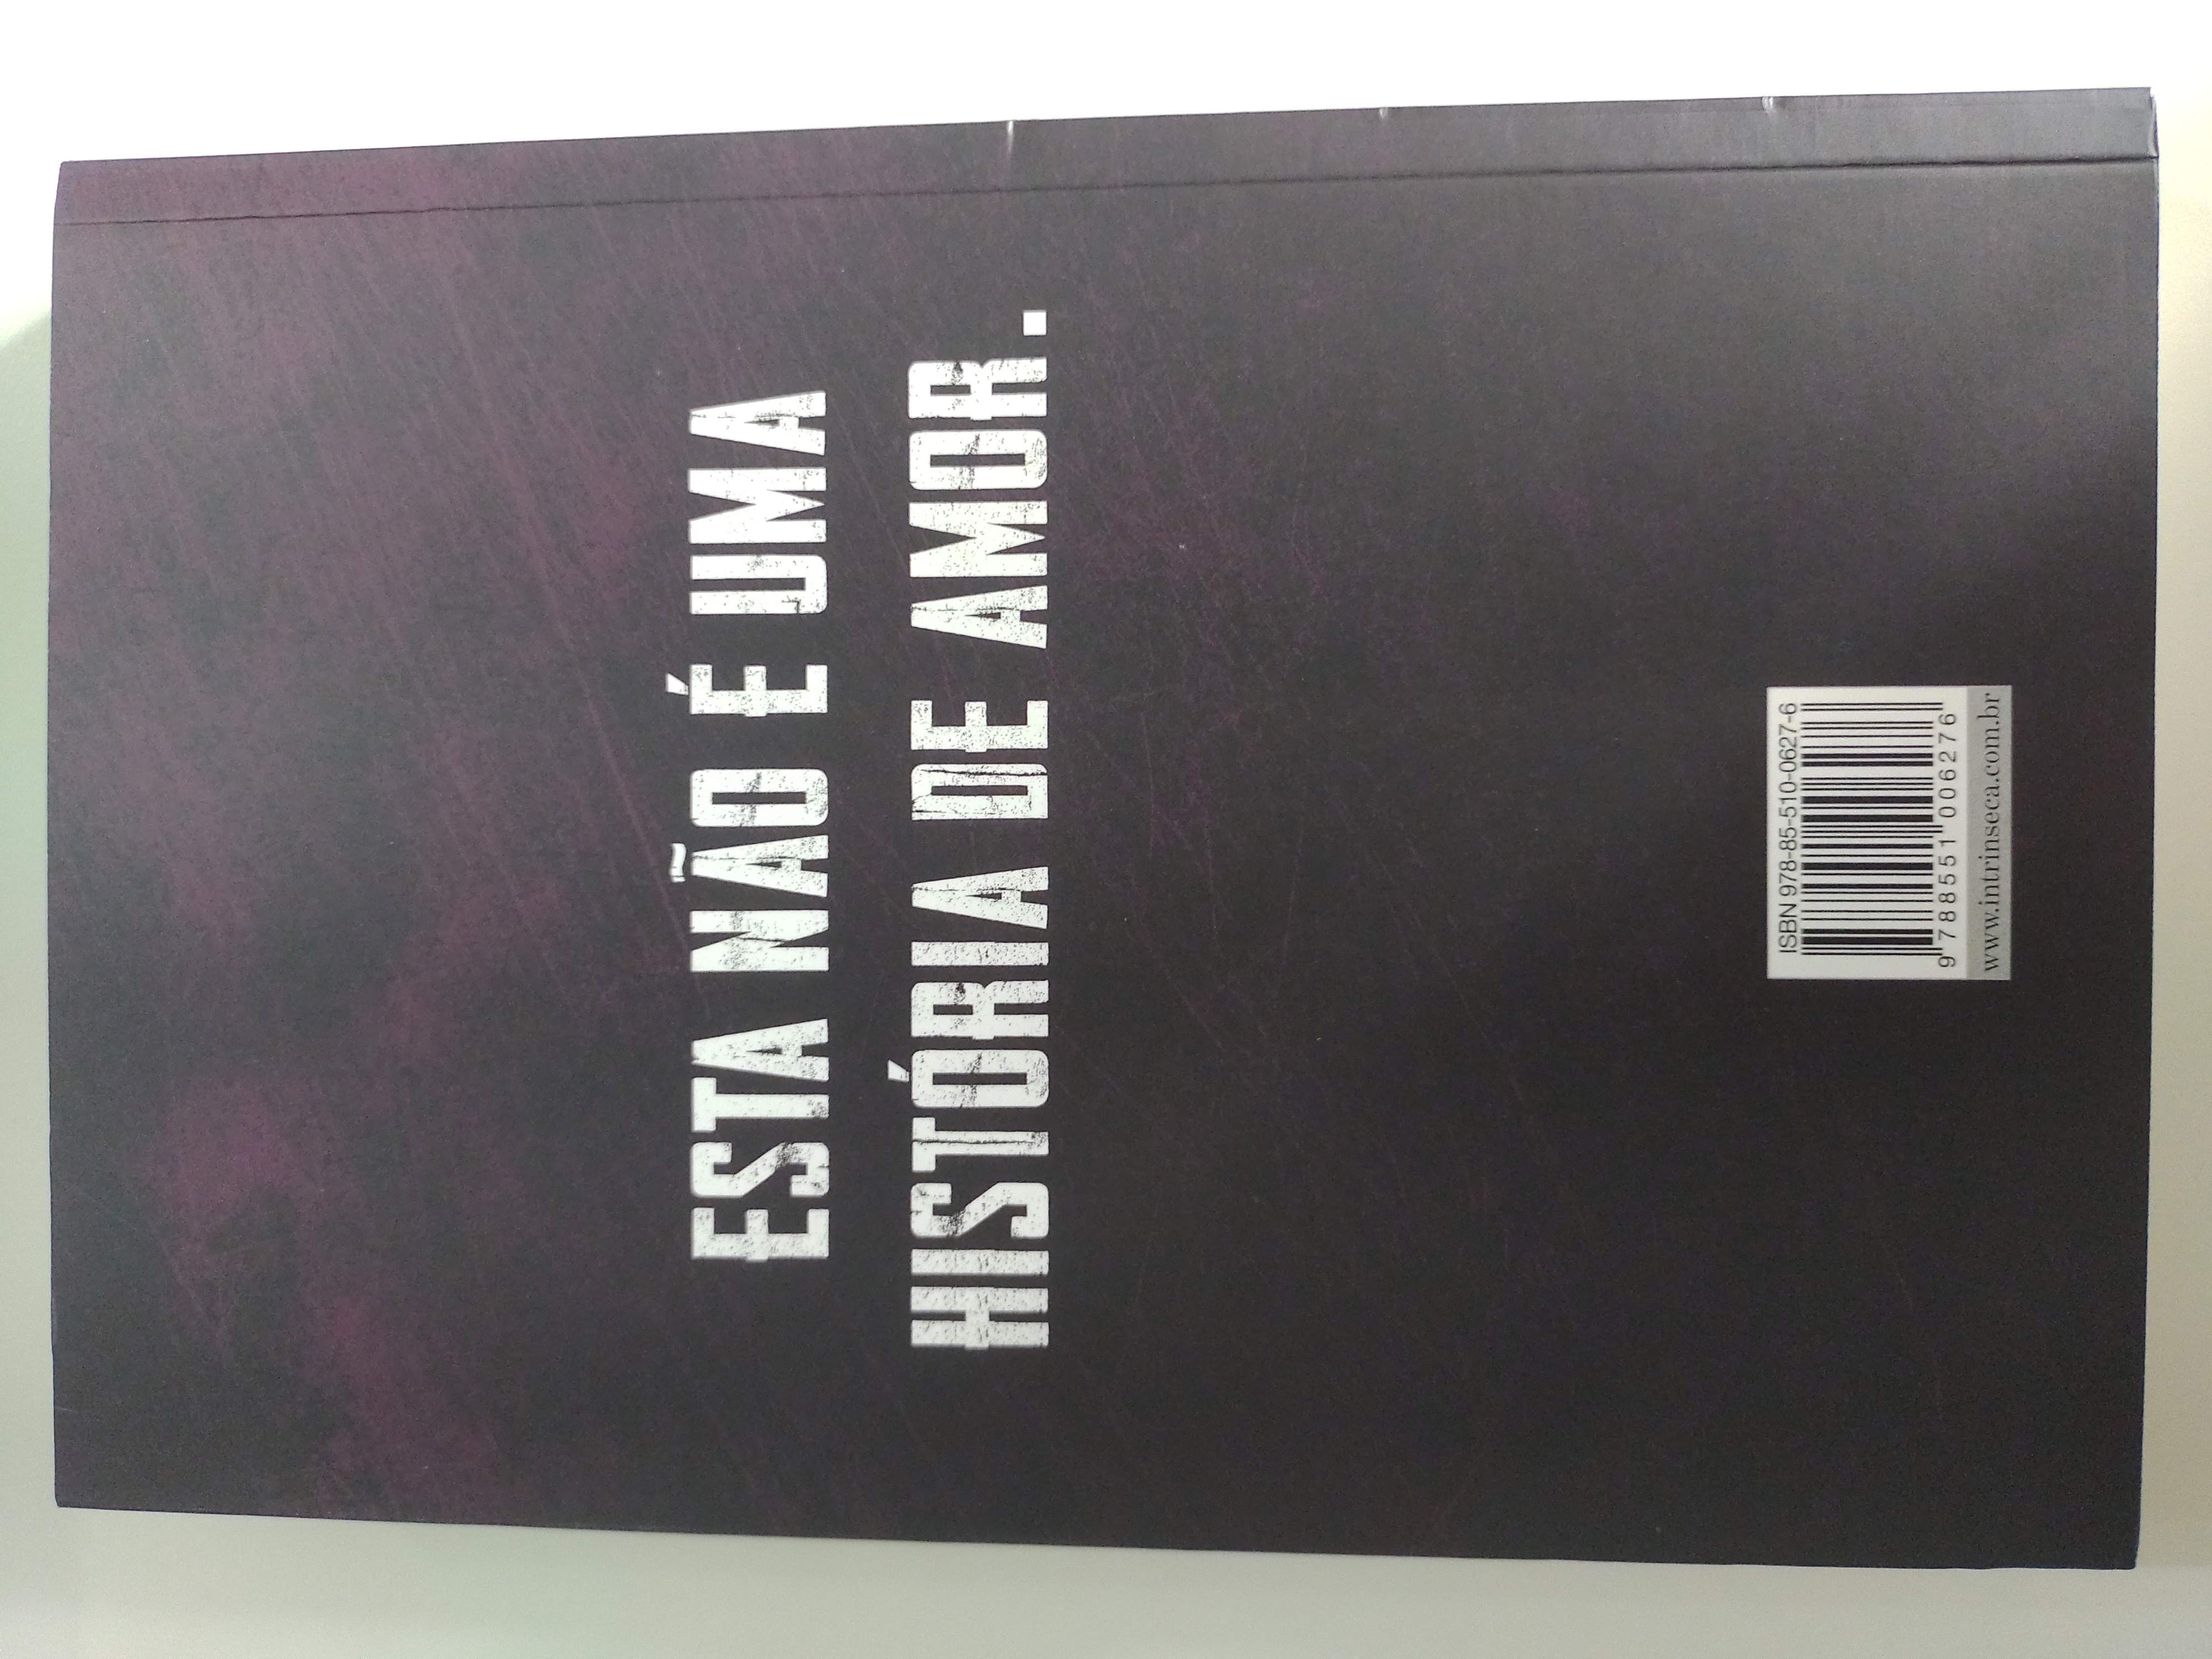 ESTA NÃO É UMA
HISTÓRIA DE AMOR.
ISBN 978-85-510-0627-6
9 788551 006276
www.intrinseca.com.br